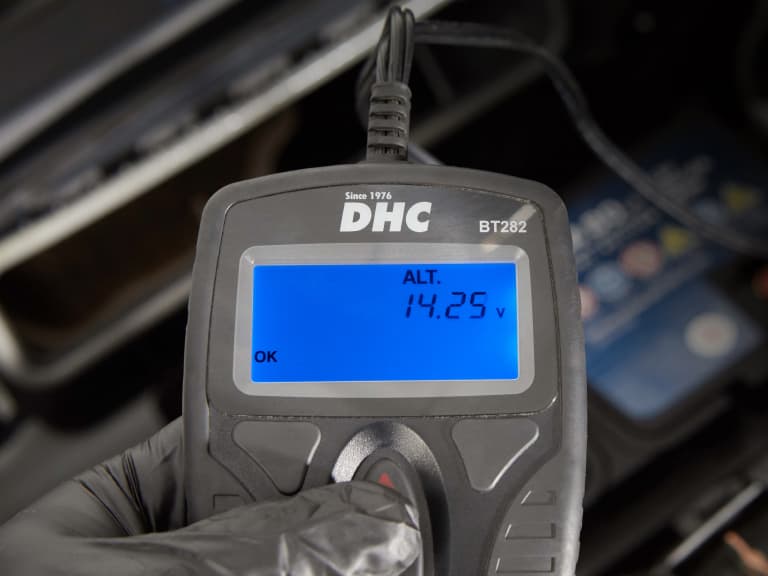 Since 1976
DHC
BT282
ALT.
14.25 v
OK